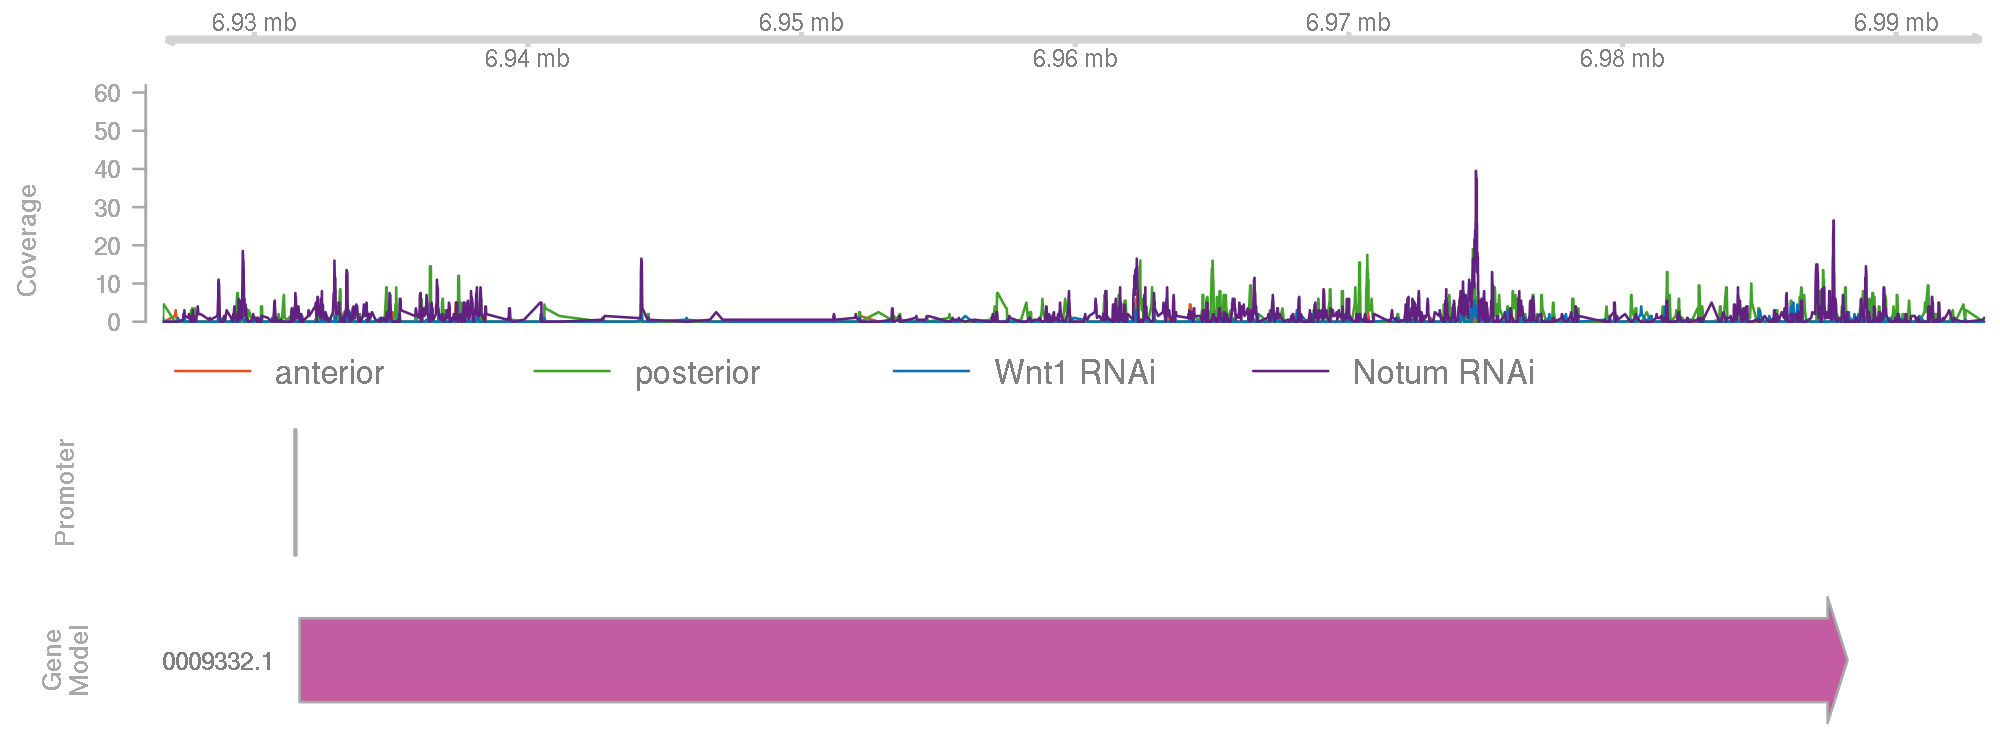 6.93 mb 6.95 mb 6.97 mb 6.99 mb
6.94 mb 6.96 mb 6.98 mb
Coverage
60
50
40
30
20
10
0
anterior posterior Wnt1 RNAi Notum RNAi
Promoter
Gene
Model
0009332.1